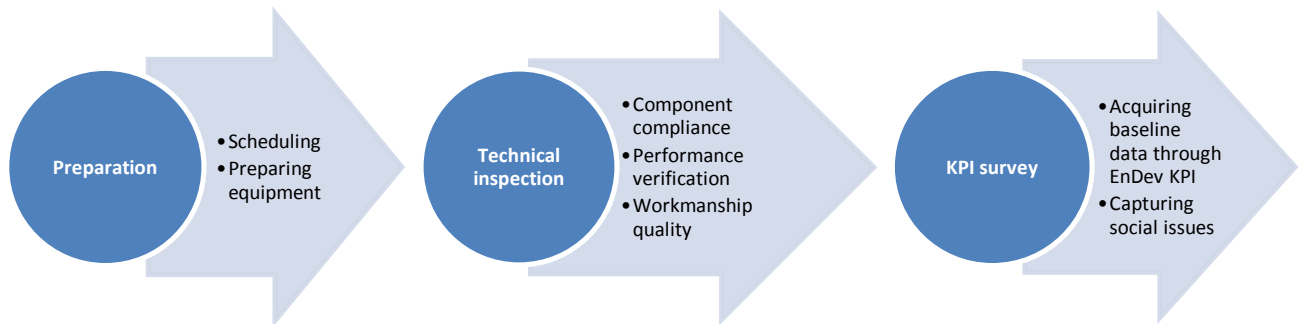 Preparation
•Scheduling
•Preparing
equipment
Technical
inspection
•Component
compliance
•Performance
verification
•Workmanship
quality
KPI survey
•Acquiring
baseline
data through
EnDev KPI
•Capturing
social issues